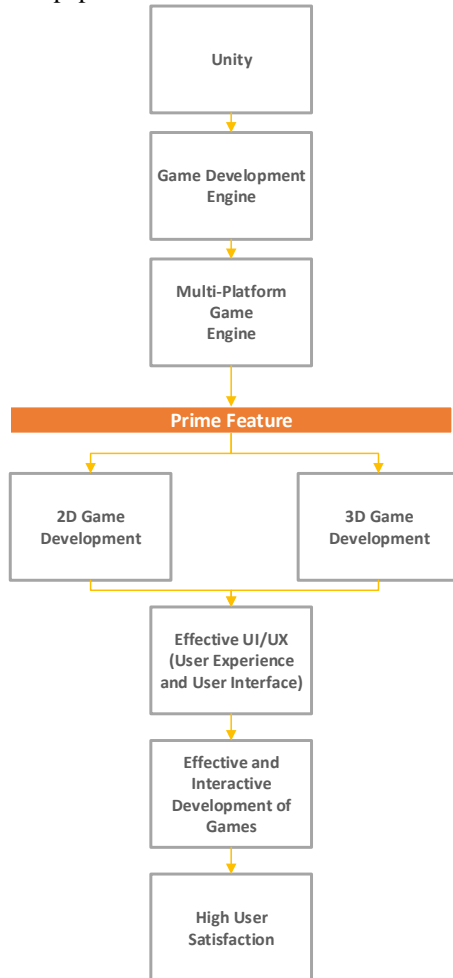 Unity
Game Development
Engine
Multi-Platform
Game
Engine
Prime Feature
2D Game
Development
3D Game
Development
Effective UI/UX
(User Experience
and User Interface)
Effective and
Interactive
Development of
Games
High User
Satisfaction